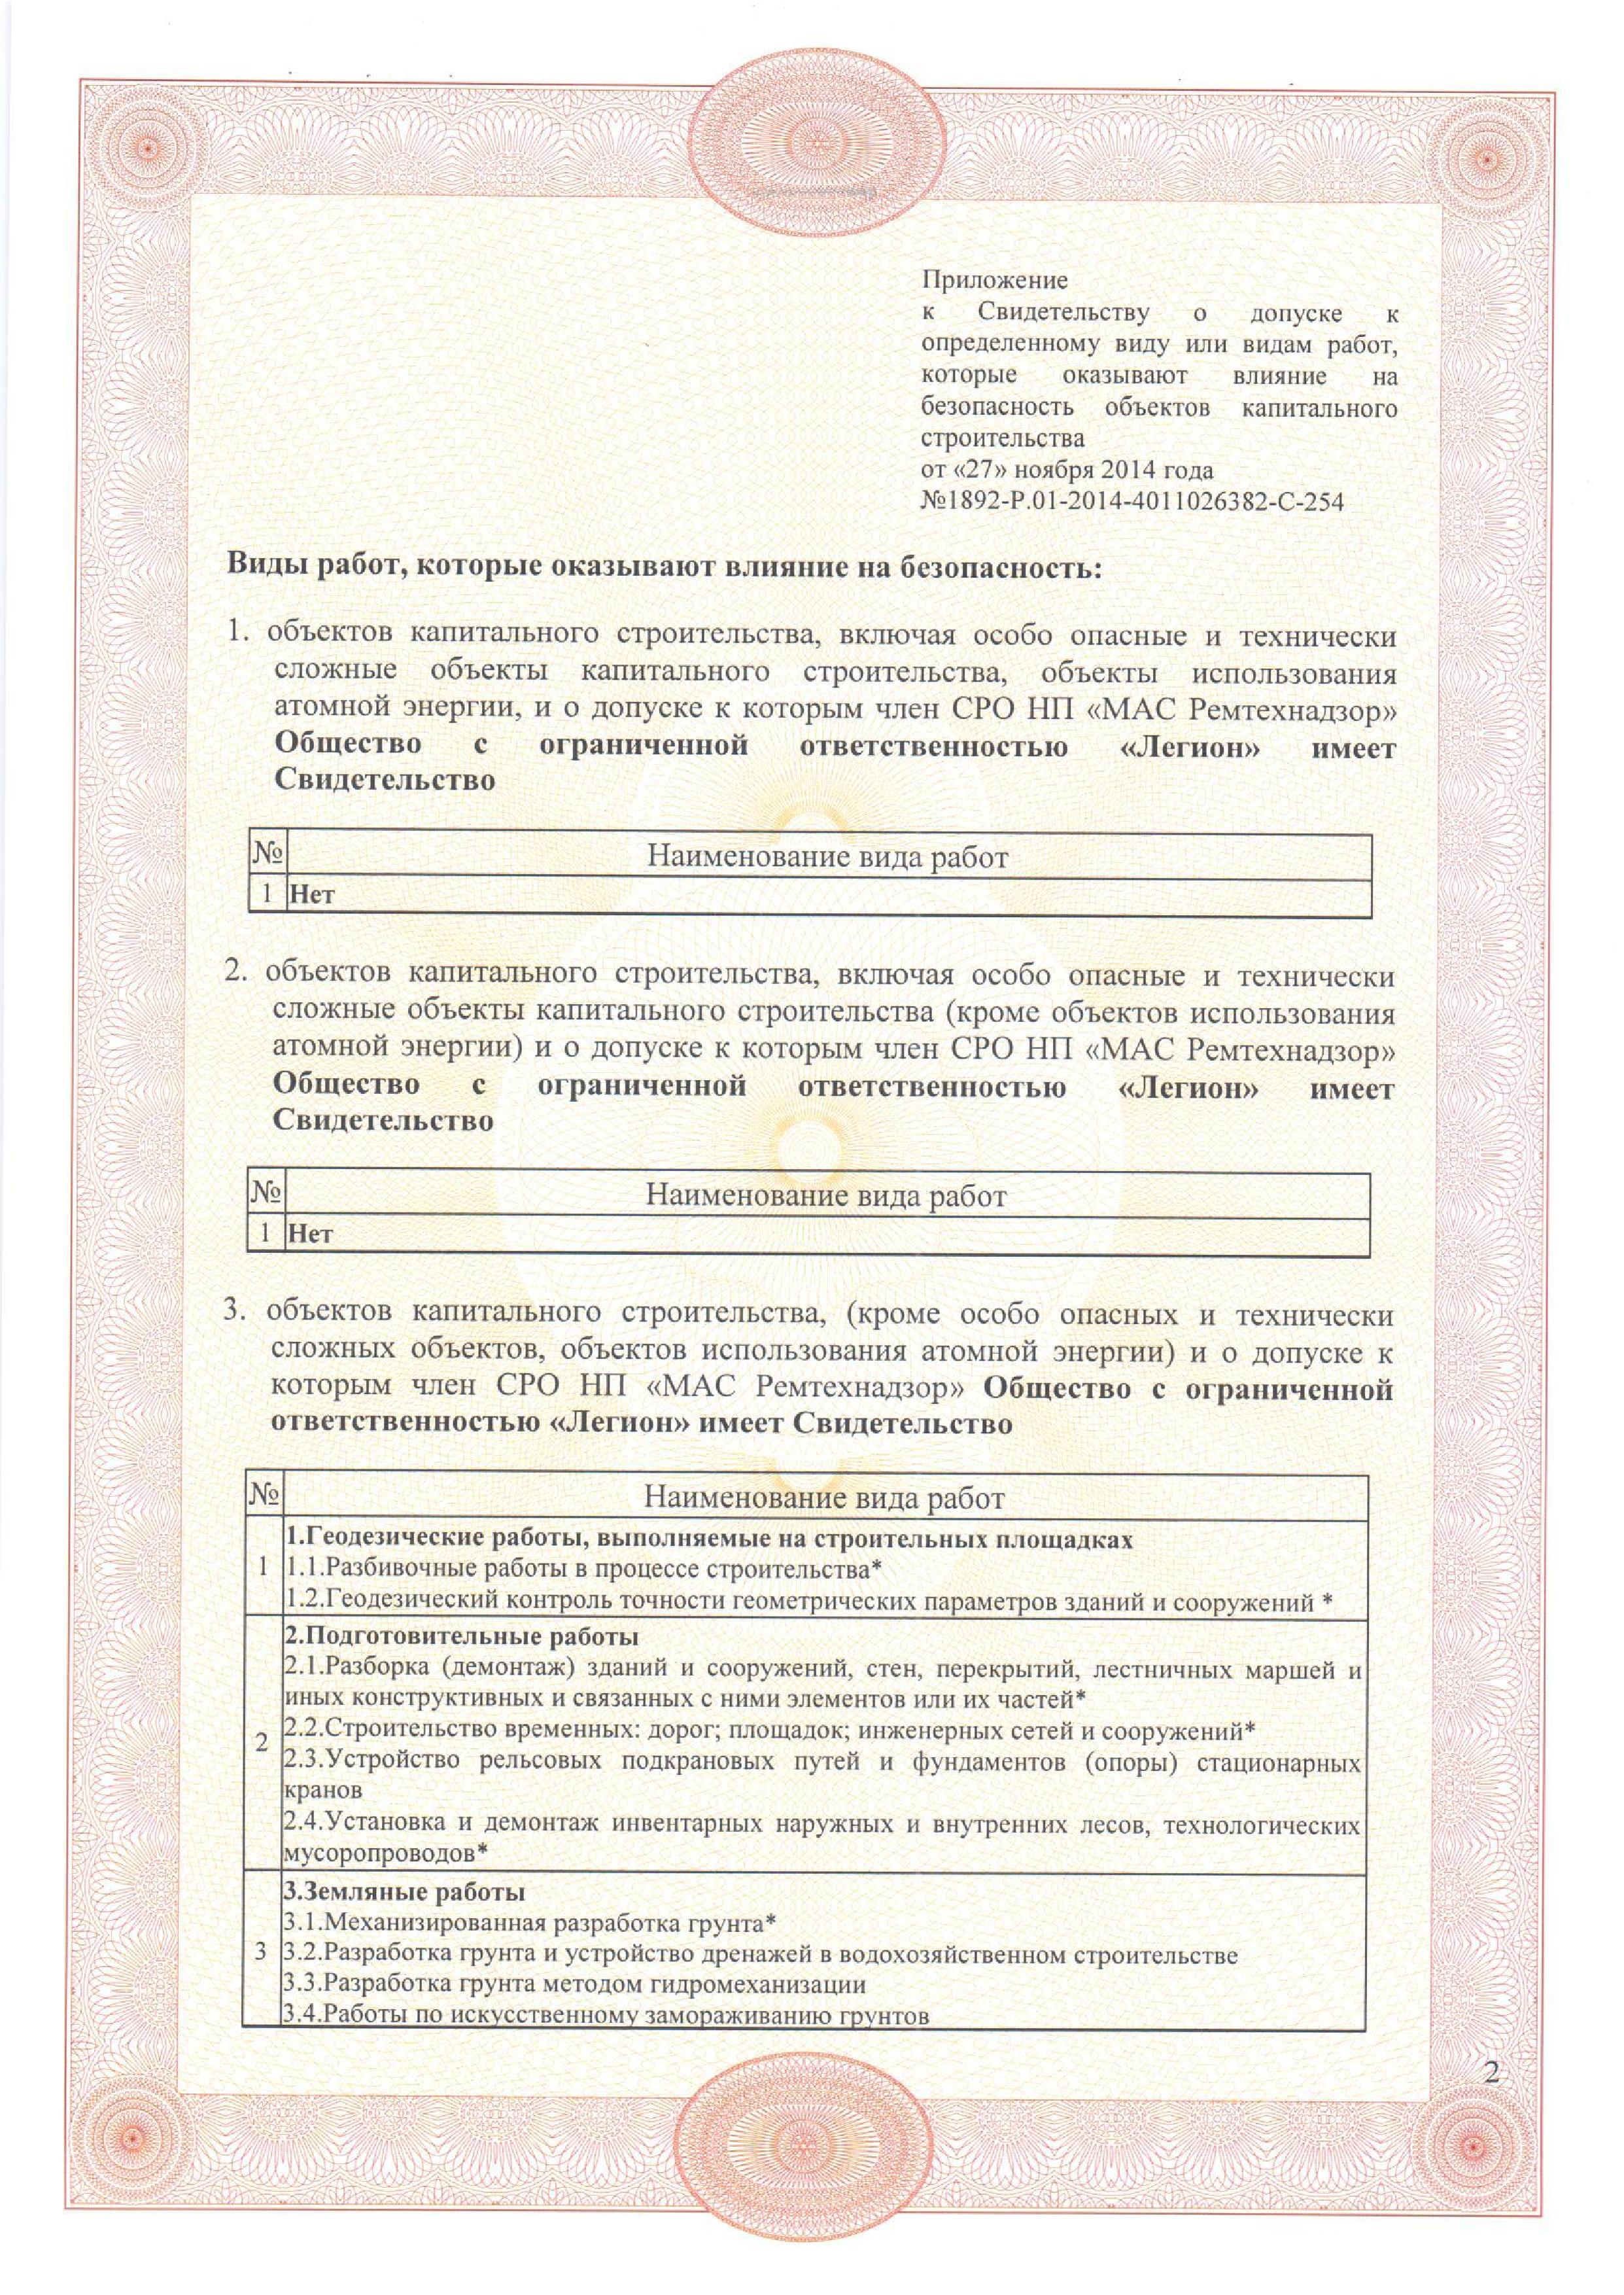 Приложение
к Свидетельству о допуске к
определенному виду или видам работ,
которые оказывают влияние на
безопасность объектов капитального
строительства
от «27» ноября 2014 года
№1892-Р.01-2014-4011026382-С-254
Виды работ, которые оказывают влияние на безопасность:
1. объектов капитального строительства, включая особо опасные и технически
сложные объекты капитального строительства, объекты использования
атомной энергии, и о допуске к которым член СРО НП «МАС Ремтехнадзор»
Общество с ограниченной ответственностью «Легион» имеет
Свидетельство
№ Наименование вида работ
1 Нет
2. объектов капитального строительства, включая особо опасные и технически
сложные объекты капитального строительства (кроме объектов использования
атомной энергии) и о допуске к которым член СРО НП «МАС Ремтехнадзор»
Общество с ограниченной ответственностью «Легион» имеет
Свидетельство
№ Наименование вида работ
1 Нет
3. объектов капитального строительства, (кроме особо опасных и технически
сложных объектов, объектов использования атомной энергии) и о допуске к
которым член СРО НП «МАС Ремтехнадзор» Общество с ограниченной
ответственностью «Легион» имеет Свидетельство
№ Наименование вида работ
1.Геодезические работы, выполняемые на строительных площадках
1 1.1.Разбивочные работы в процессе строительства*
1.2.Геодезический контроль точности геометрических параметров зданий и сооружений *
2.Подготовительные работы
2.1.Разборка (демонтаж) зданий и сооружений, стен, перекрытий, лестничных маршей и
иных конструктивных и связанных с ними элементов или их частей*
2 2.2.Строительство временных: дорог; площадок; инженерных сетей и сооружений*
2.3.Устройство рельсовых подкрановых путей и фундаментов (опоры) стационарных
кранов
2.4.Установка и демонтаж инвентарных наружных и внутренних лесов, технологических
мусоропроводов*
3.Земляные работы
3.1.Механизированная разработка грунта*
3 3.2.Разработка грунта и устройство дренажей в водохозяйственном строительстве
3.3.Разработка грунта методом гидромеханизации
3.4.Работы по искусственному замораживанию грунтов
2